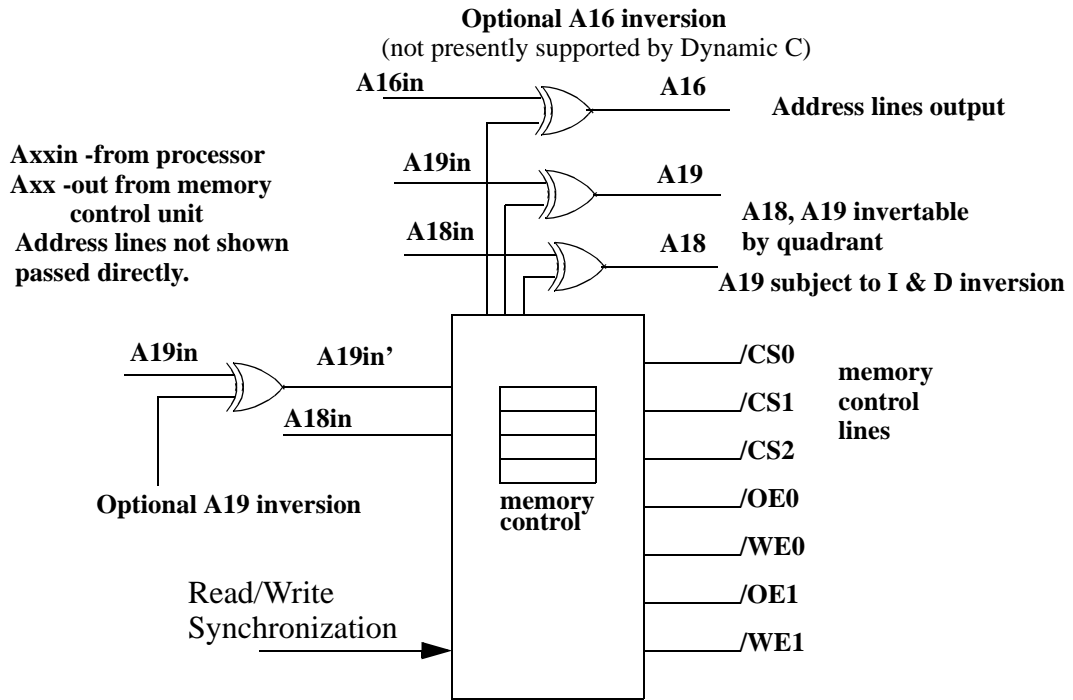 Optional A16 inversion
(not presently supported by Dynamic C)
A16in
A16
Address lines output
Axxin -from processor
Axx -out from memory
control unit
Address lines not shown
passed directly.
A19in
A19
A18in
A18
A18, A19 invertable
by quadrant
A19 subject to I & D inversion
A19in
A19in’
A18in
Optional A19 inversion
memory
control
/CS0
/CS1
/CS2
/OE0
/WE0
/OE1
/WE1
memory
control
lines
Read/Write
Synchronization